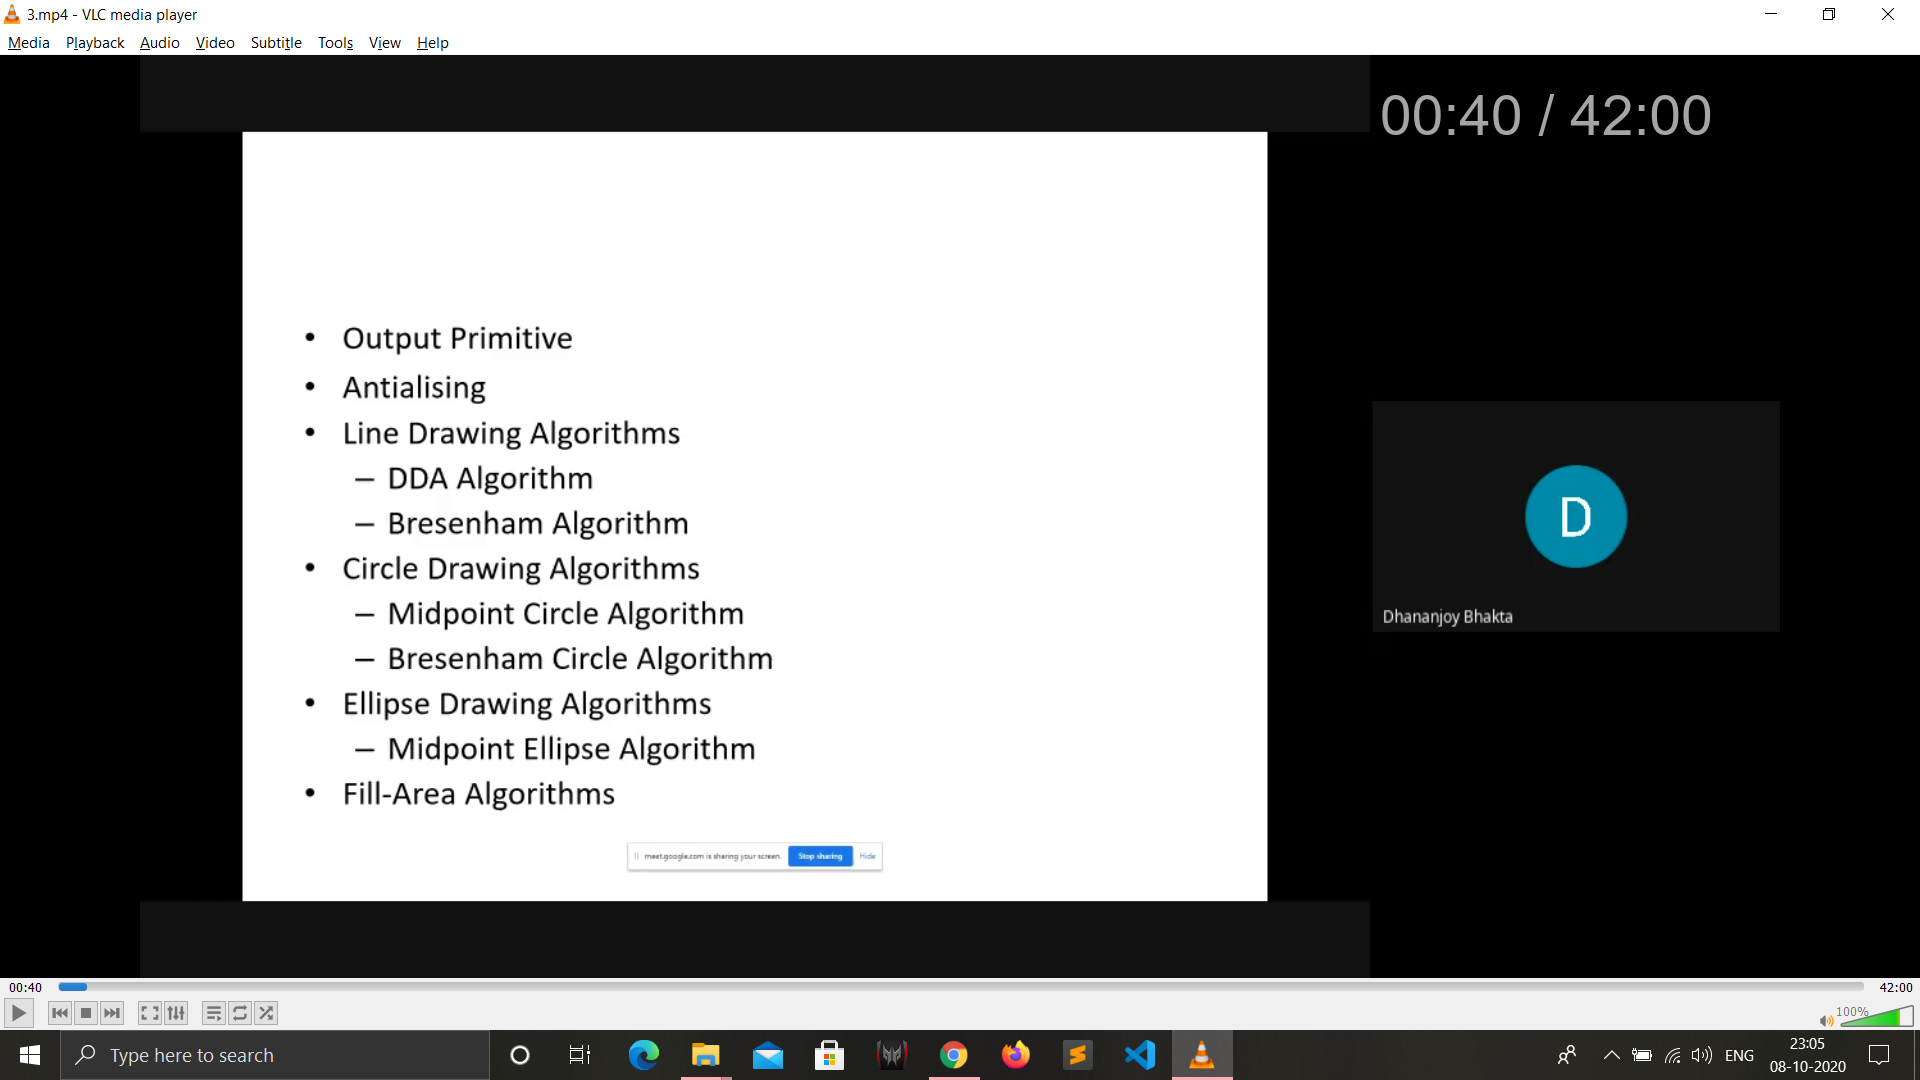 3.mp4 - VLC media player
Media Playback Audio Video Subtitle Tools View Help
00:40 / 42:00
• Output Primitive
• Antialising
• Line Drawing Algorithms
– DDA Algorithm
– Bresenham Algorithm
• Circle Drawing Algorithms
– Midpoint Circle Algorithm
– Bresenham Circle Algorithm
• Ellipse Drawing Algorithms
– Midpoint Ellipse Algorithm
• Fill-Area Algorithms
D
Dhananjoy Bhakta
meet.google.com is sharing your screen. Stop sharing Hide
00:40 42:00
100%
Type here to search
ENG
23:05
08-10-2020